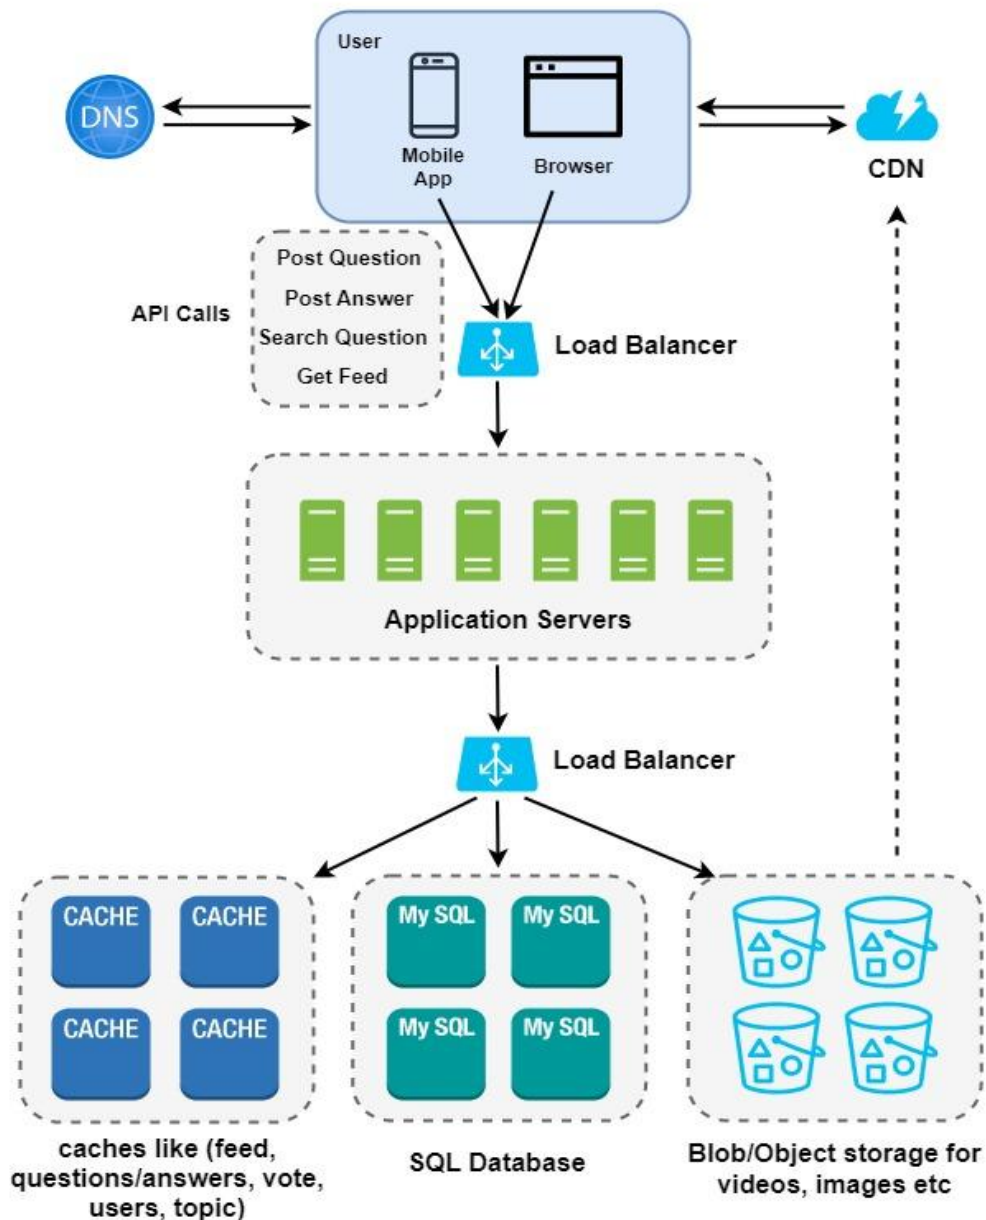 User
DNS
Mobile
App
Browser
CDN
Post Question
Post Answer
API Calls
Search Question
Get Feed
Load Balancer
Application Servers
Load Balancer
CACHE
CACHE
CACHE
CACHE
My SQL
My SQL
My SQL
My SQL
caches like (feed,
questions/answers, vote,
users, topic)
SQL Database
Blob/Object storage for
videos, images etc